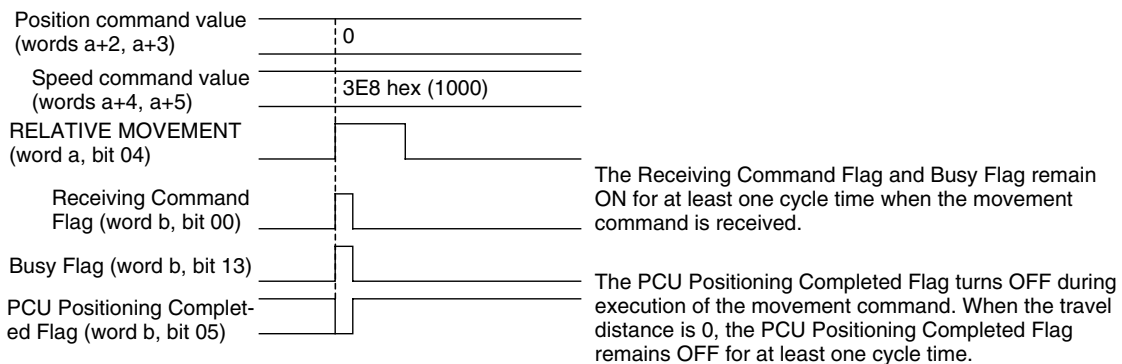 Position command value
(words a+2, a+3)
0
Speed command value
(words a+4, a+5)
3E8 hex (1000)
RELATIVE MOVEMENT
(word a, bit 04)
Receiving Command
Flag (word b, bit 00)
The Receiving Command Flag and Busy Flag remain
ON for at least one cycle time when the movement
command is received.
Busy Flag (word b, bit 13)
PCU Positioning Complet-
ed Flag (word b, bit 05)
The PCU Positioning Completed Flag turns OFF during
execution of the movement command. When the travel
distance is 0, the PCU Positioning Completed Flag
remains OFF for at least one cycle time.